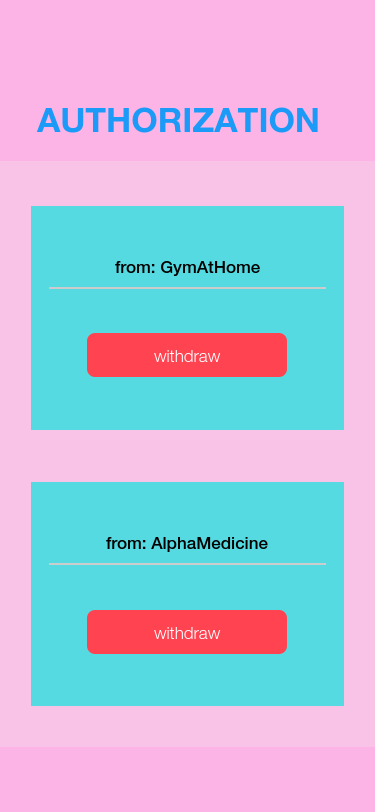 AUTHORIZATION
from: GymAtHome
withdraw
from: AlphaMedicine
withdraw